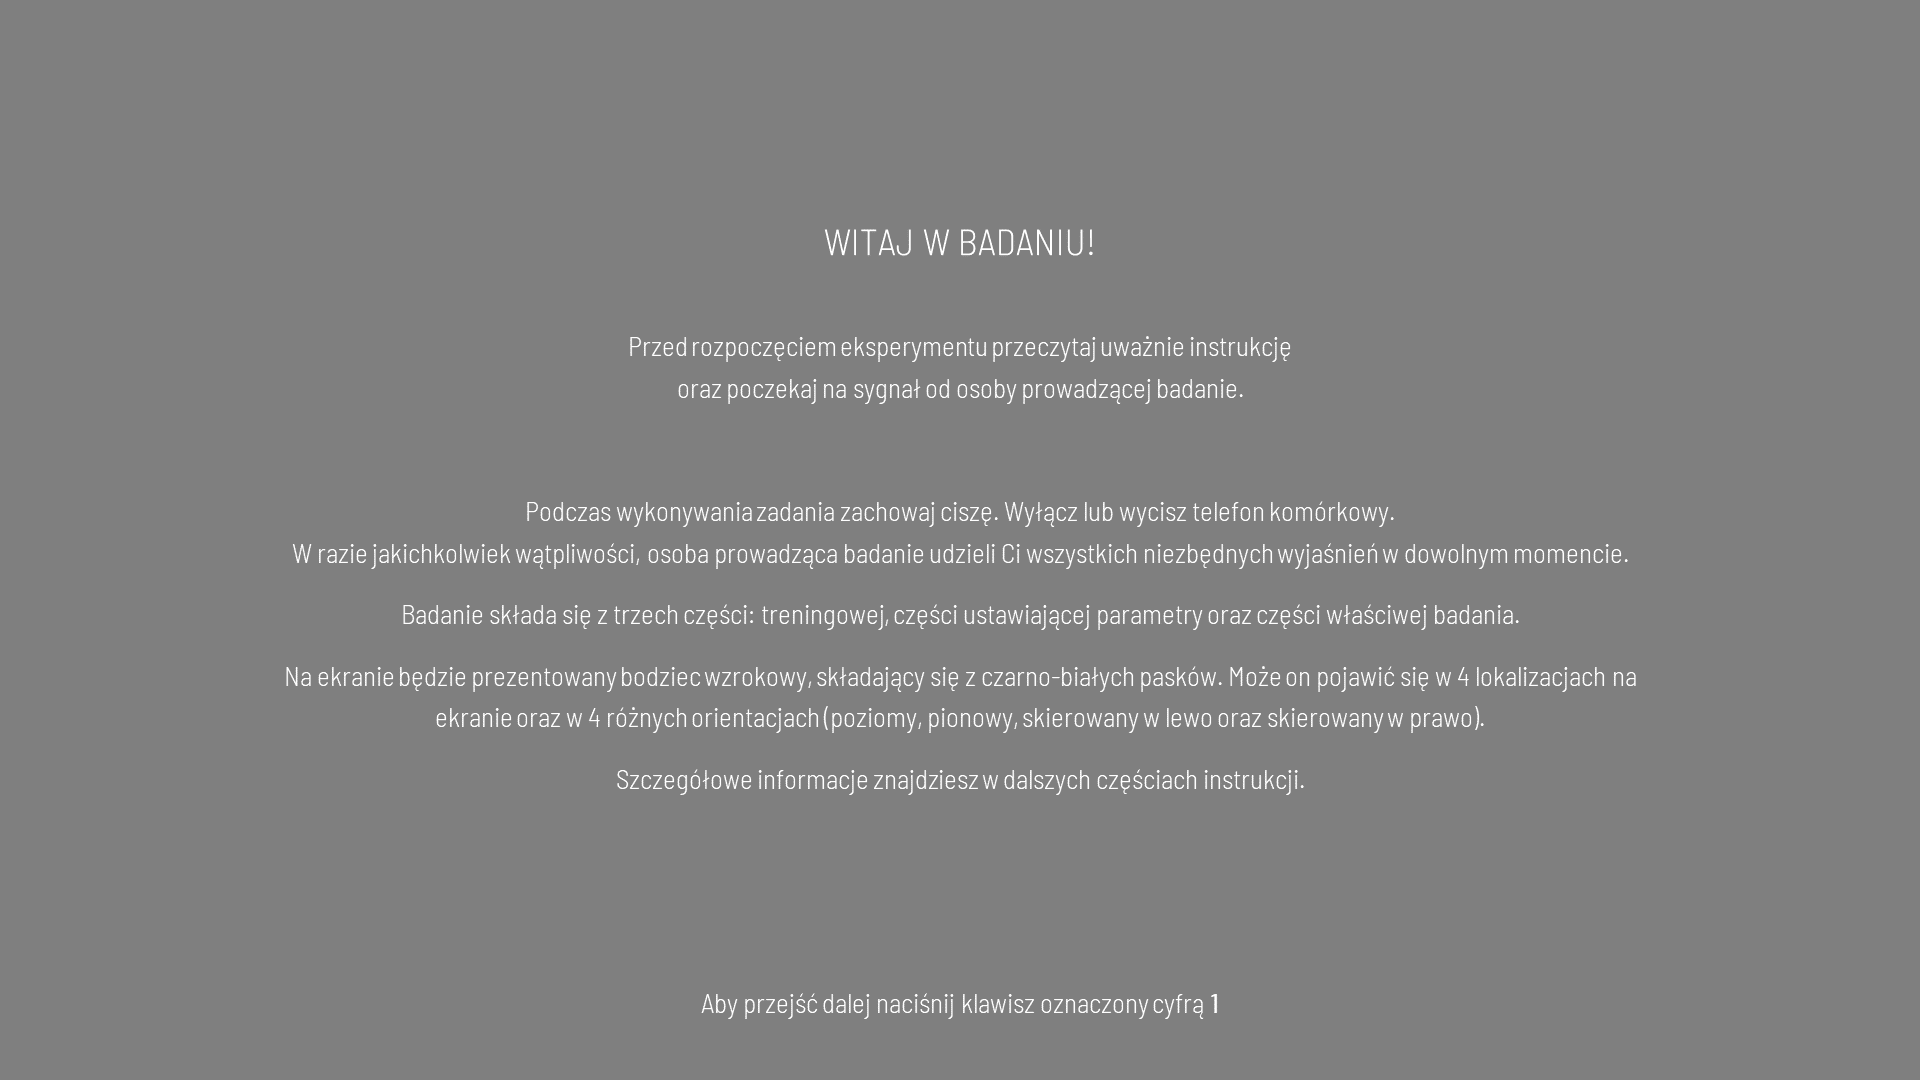 WITAJ W BADANIU!
Przed rozpoczęciem eksperymentu przeczytaj uważnie instrukcję
oraz poczekaj na sygnał od osoby prowadzącej badanie.
Podczas wykonywania zadania zachowaj ciszę. Wyłącz lub wycisz telefon komórkowy.
W razie jakichkolwiek wątpliwości, osoba prowadząca badanie udzieli Ci wszystkich niezbędnych wyjaśnień w dowolnym momencie.
Badanie składa się z trzech części: treningowej, części ustawiającej parametry oraz części właściwej badania.
Na ekranie będzie prezentowany bodziec wzrokowy, składający się z czarno-białych pasków. Może on pojawić się w 4 lokalizacjach na
ekranie oraz w 4 różnych orientacjach (poziomy, pionowy, skierowany w lewo oraz skierowany w prawo).
Szczegółowe informacje znajdziesz w dalszych częściach instrukcji.
Aby przejść dalej naciśnij klawisz oznaczony cyfrą 1